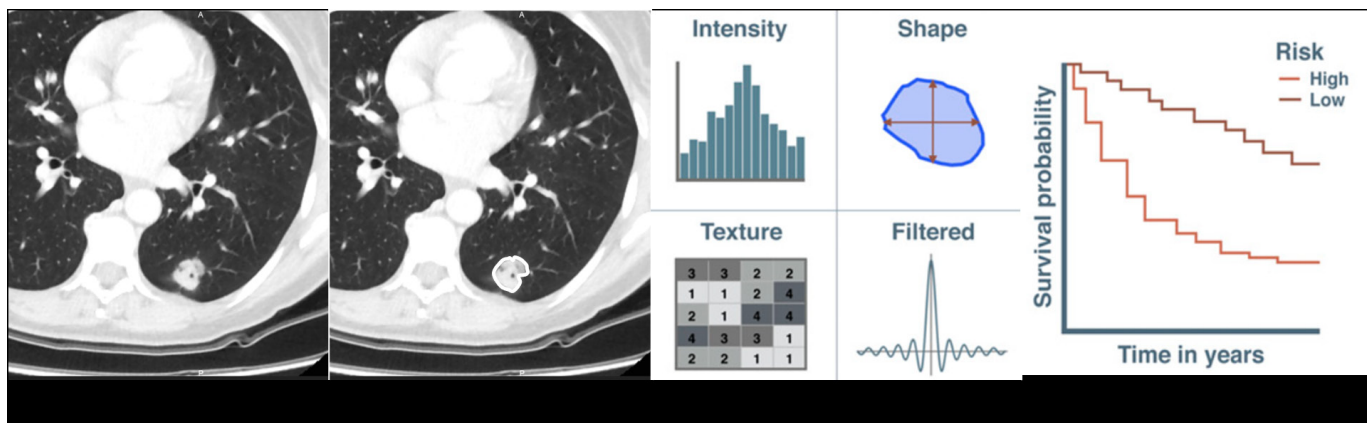 A
P
A
P
Intensity
Shape
Texture
3 3 2 2
1 1 2 4
2 1 4 4
4 3 3 1
2 2 1 1
Filtered
Survival probability
Risk
High
Low
Time in years